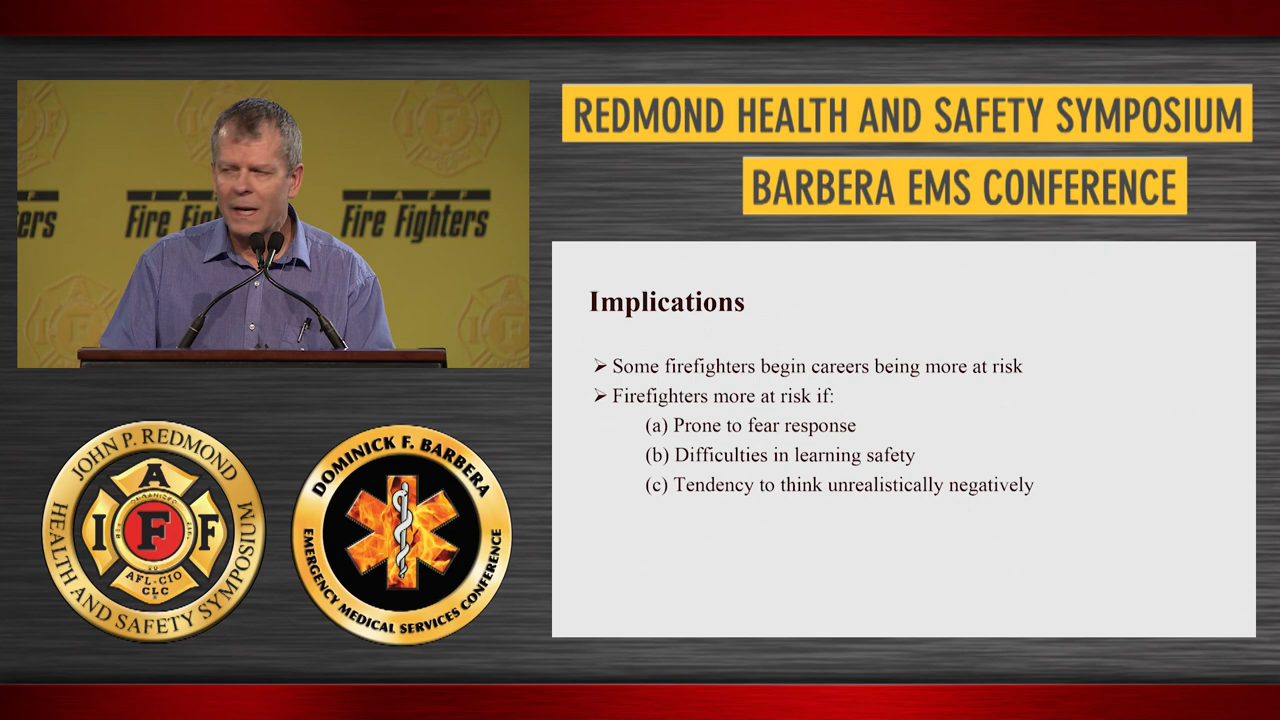 REDMOND HEALTH AND SAFETY SYMPOSIUM
BARBERA EMS CONFERENCE
I A F F
Fire Fighters
I A F F
Fire Fighters
Implications
➢ Some firefighters begin careers being more at risk
➢ Firefighters more at risk if:
(a) Prone to fear response
(b) Difficulties in learning safety
(c) Tendency to think unrealistically negatively
JOHN P. REDMOND
HEALTH AND SAFETY SYMPOSIUM
I A F F
ORGANIZED
AFL-CIO
CLC
DOMINICK F. BARBERA
EMERGENCY MEDICAL SERVICES CONFERENCE